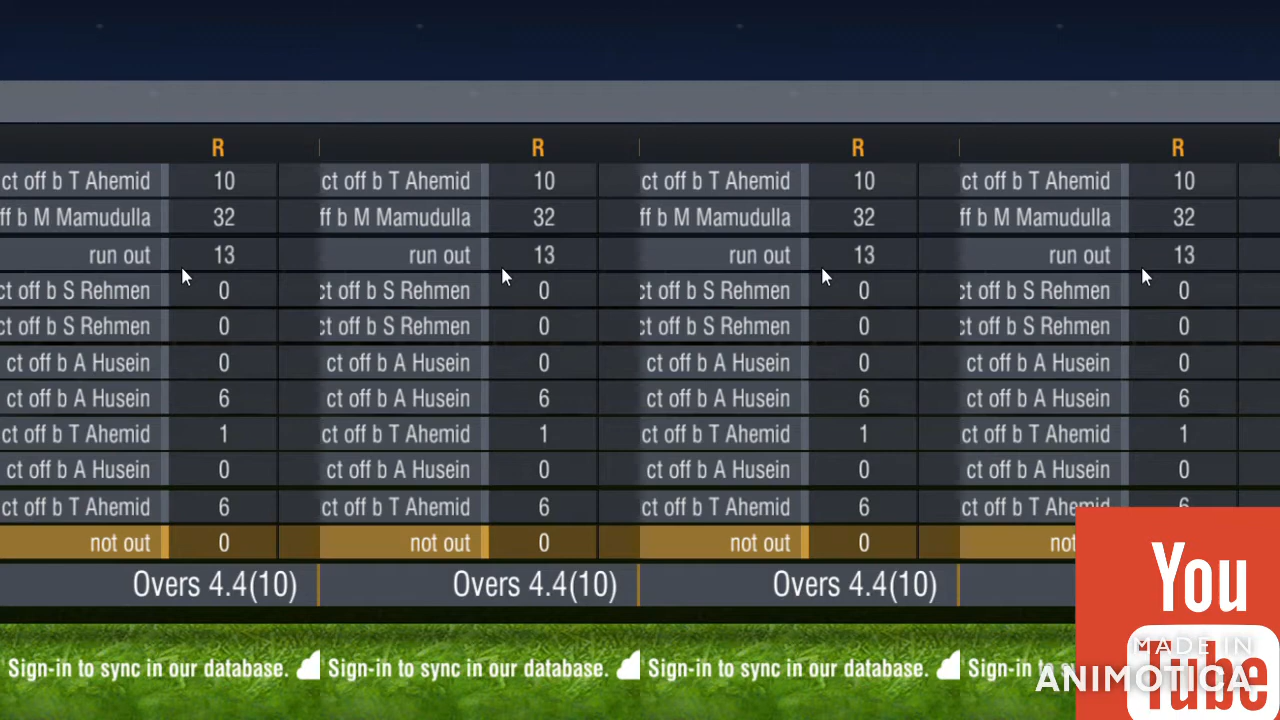 R R R R
ct off b T Ahemid 10 ct off b T Ahemid 10 ct off b T Ahemid 10 ct off b T Ahemid 10
ff b M Mamudulla 32 ff b M Mamudulla 32 ff b M Mamudulla 32 ff b M Mamudulla 32
run out 13 run out 13 run out 13 run out 13
ct off b S Rehmen 0 ct off b S Rehmen 0 ct off b S Rehmen 0 ct off b S Rehmen 0
ct off b S Rehmen 0 ct off b S Rehmen 0 ct off b S Rehmen 0 ct off b S Rehmen 0
ct off b A Husein 0 ct off b A Husein 0 ct off b A Husein 0 ct off b A Husein 0
ct off b A Husein 6 ct off b A Husein 6 ct off b A Husein 6 ct off b A Husein 6
ct off b T Ahemid 1 ct off b T Ahemid 1 ct off b T Ahemid 1 ct off b T Ahemid 1
ct off b A Husein 0 ct off b A Husein 0 ct off b A Husein 0 ct off b A Husein 0
ct off b T Ahemid 6 ct off b T Ahemid 6 ct off b T Ahemid 6 ct off b T Ahemid 6
not out 0 not out 0 not out 0 not
Overs 4.4(10) Overs 4.4(10) Overs 4.4(10)
Sign-in to sync in our database. Sign-in to sync in our database. Sign-in to sync in our database. Sign-in to
You
Tube
MADE IN
ANIMOTICA